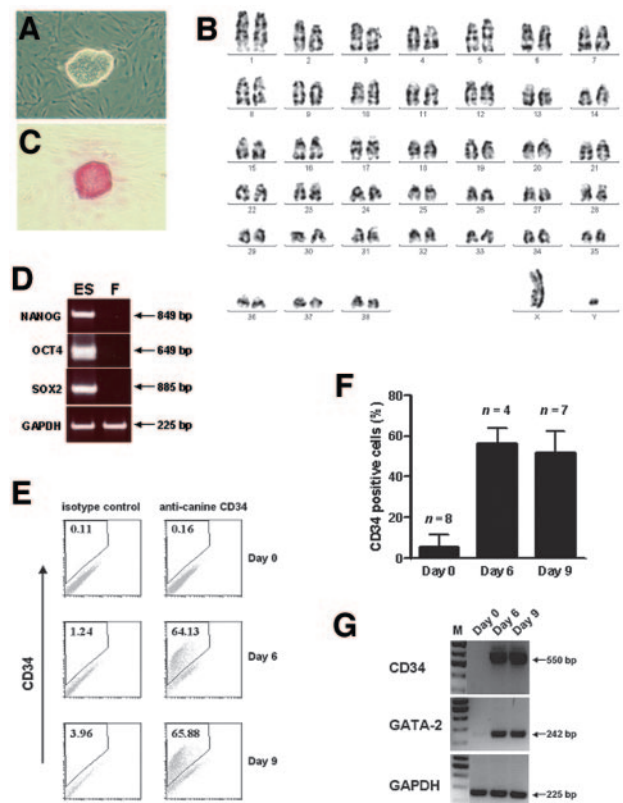 A
B
1 2 3 4 5 6 7
8 9 10 11 12 13 14
C
15 16 17 18 19 20 21
22 23 24 25 26 27 28
29 30 31 32 33 34 35
36 37 38 X Y
D
ES F
NANOG 849 bp
OCT4 649 bp
SOX2 885 bp
GAPDH 225 bp
E
isotype control anti-canine CD34
0.11 0.16 Day 0
1.24 64.13 Day 6
3.96 65.88 Day 9
CD34
F
CD34 positive cells (%)
80
60
40
20
0
n = 8 n = 4 n = 7
Day 0 Day 6 Day 9
G
M Day 0 Day 6 Day 9
CD34 550 bp
GATA-2 242 bp
GAPDH 225 bp